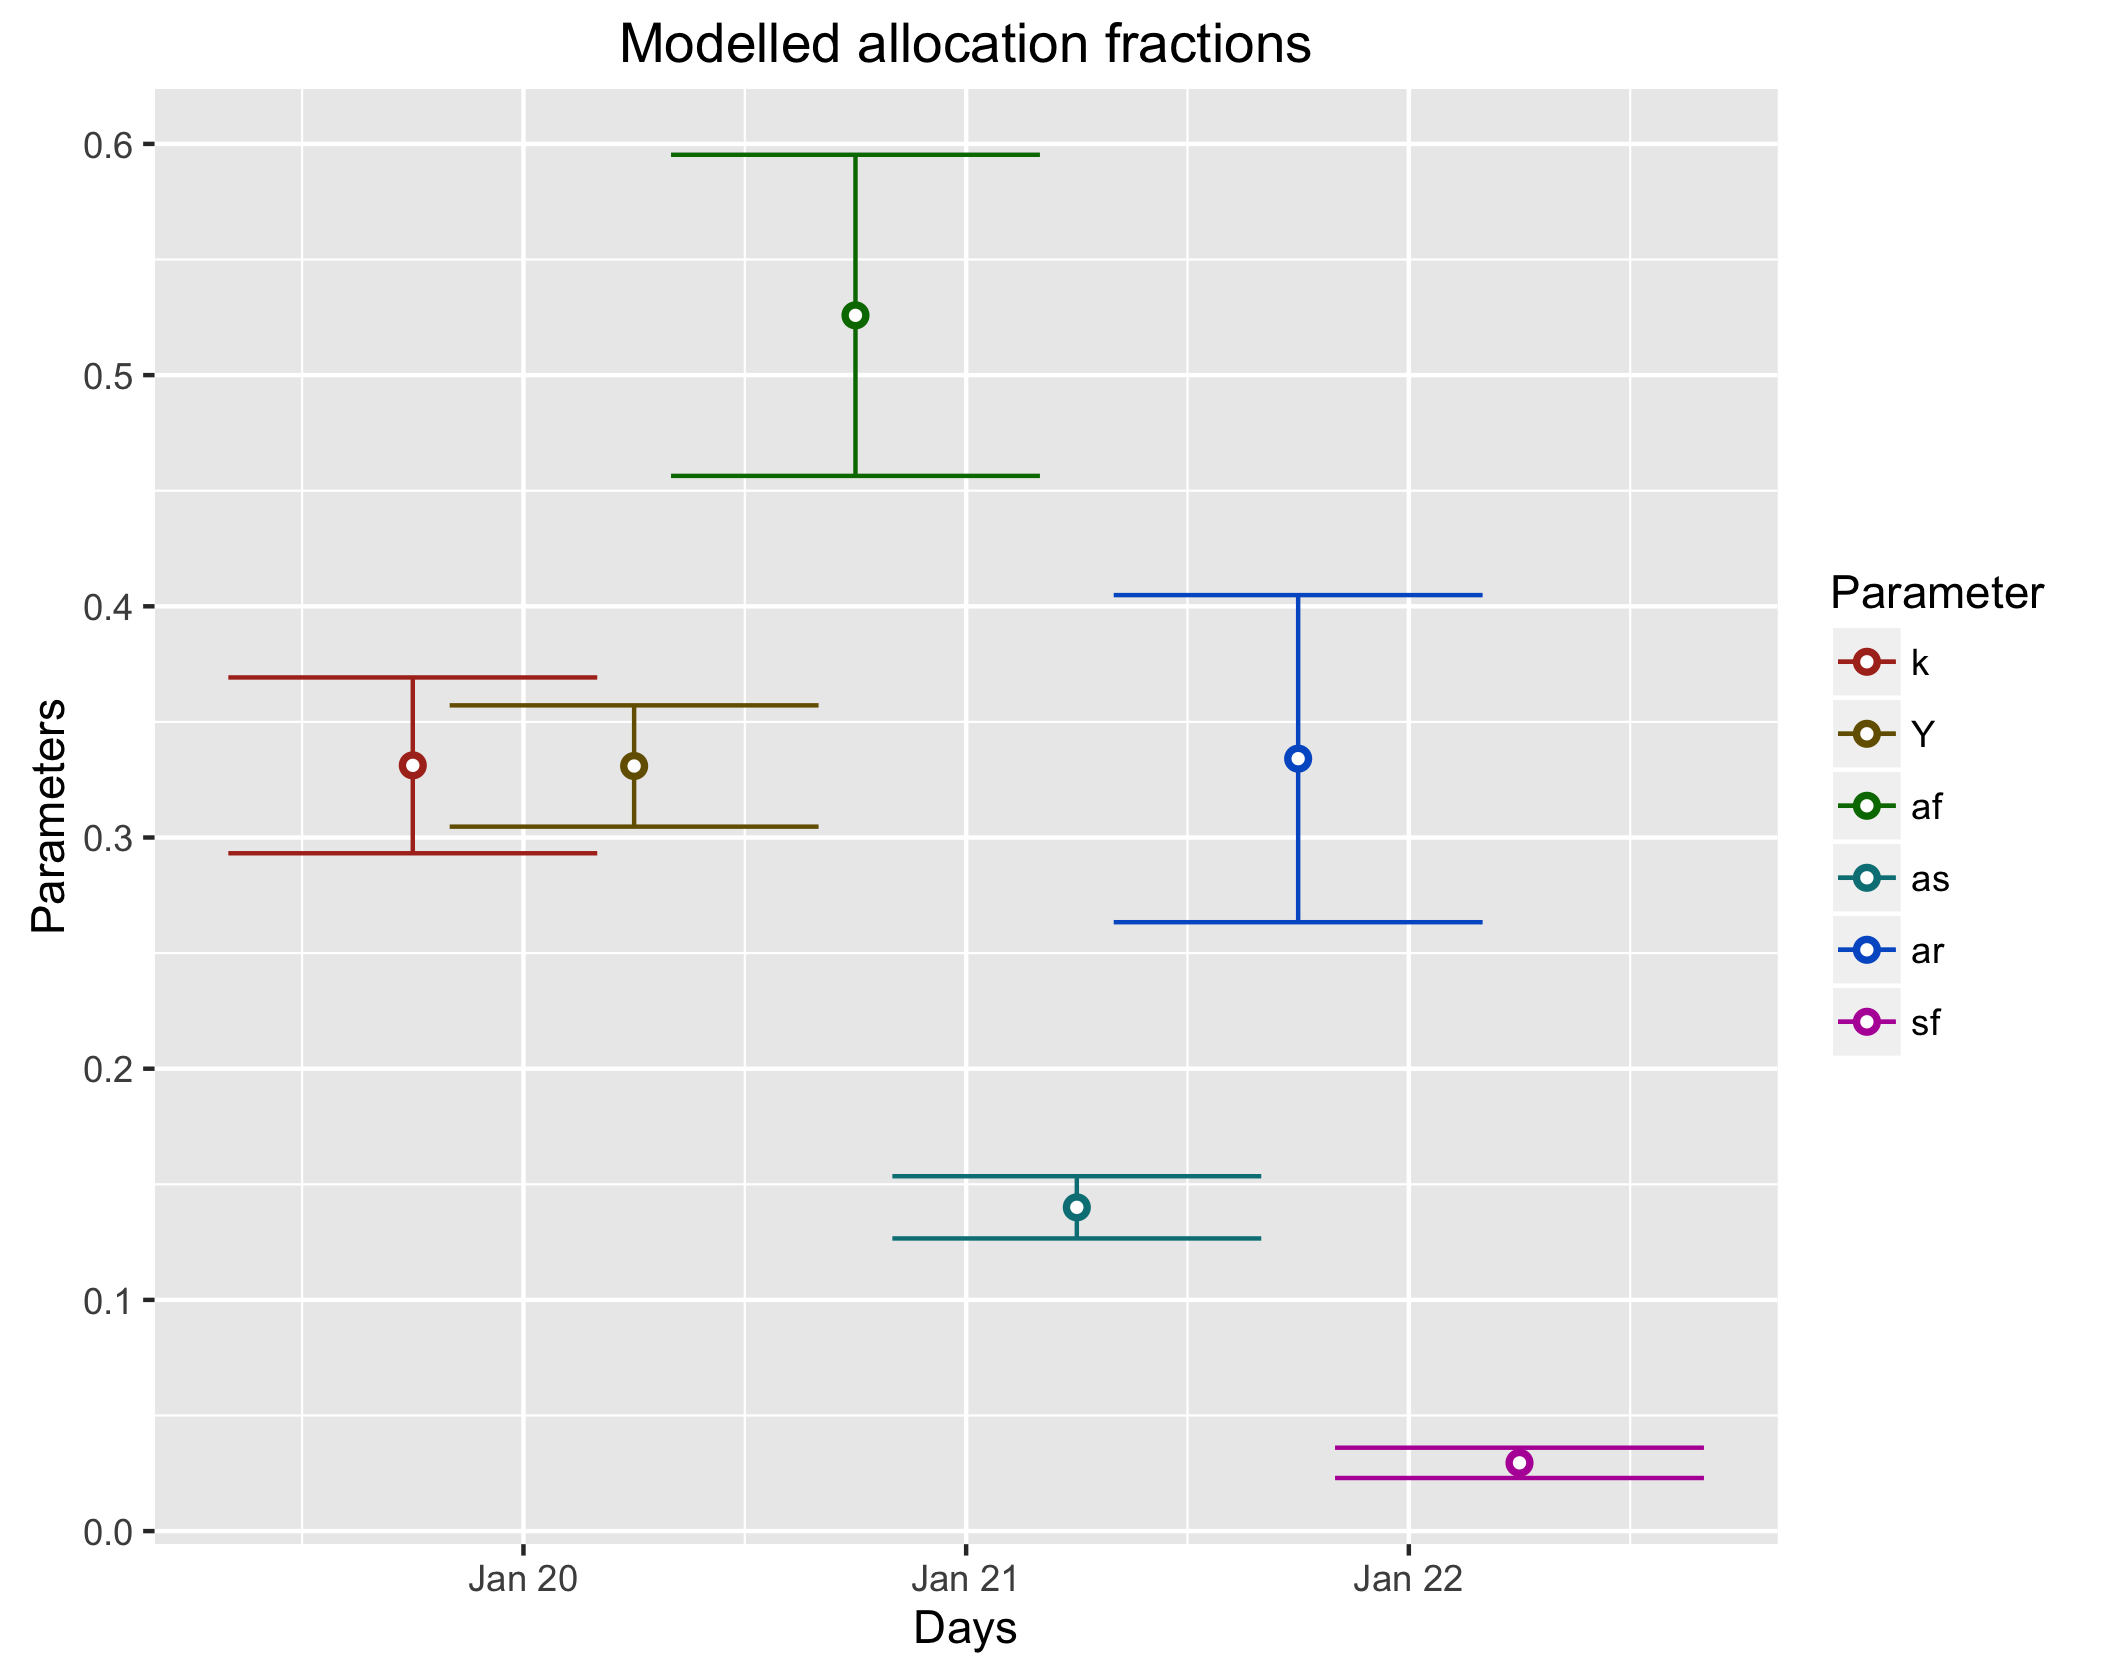 Modelled allocation fractions
Parameters
0.6
0.5
0.4
0.3
0.2
0.1
0.0
Jan 20
Jan 21
Jan 22
Days
Parameter
k
Y
af
as
ar
sf